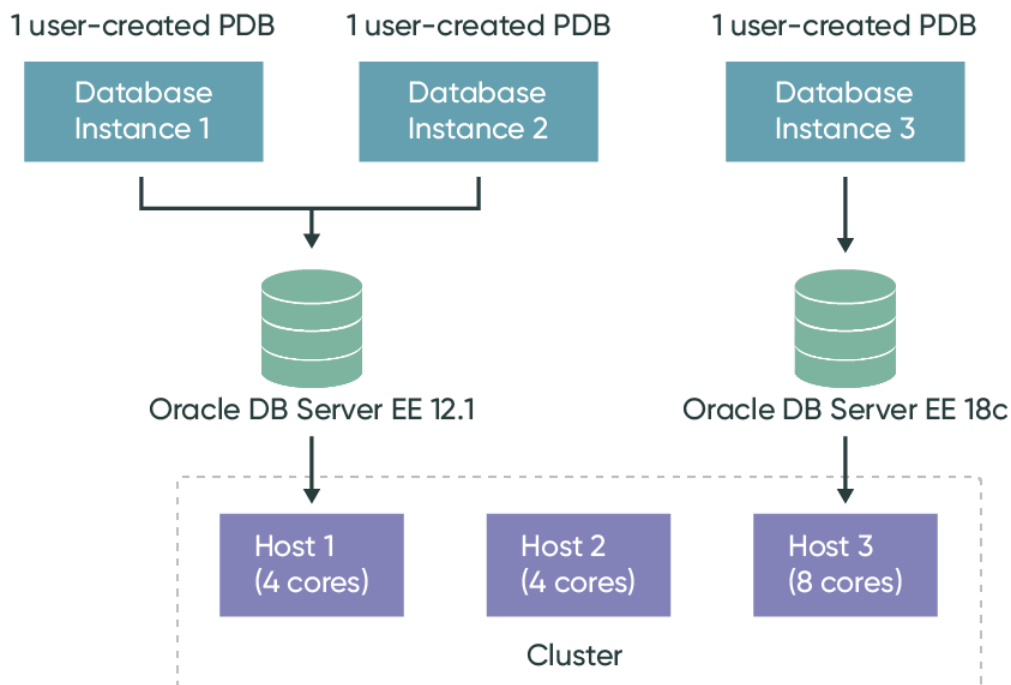 1 user-created PDB
1 user-created PDB
1 user-created PDB
Database
Instance 1
Database
Instance 2
Database
Instance 3
Oracle DB Server EE 12.1
Oracle DB Server EE 18c
Host 1
(4 cores)
Host 2
(4 cores)
Host 3
(8 cores)
Cluster